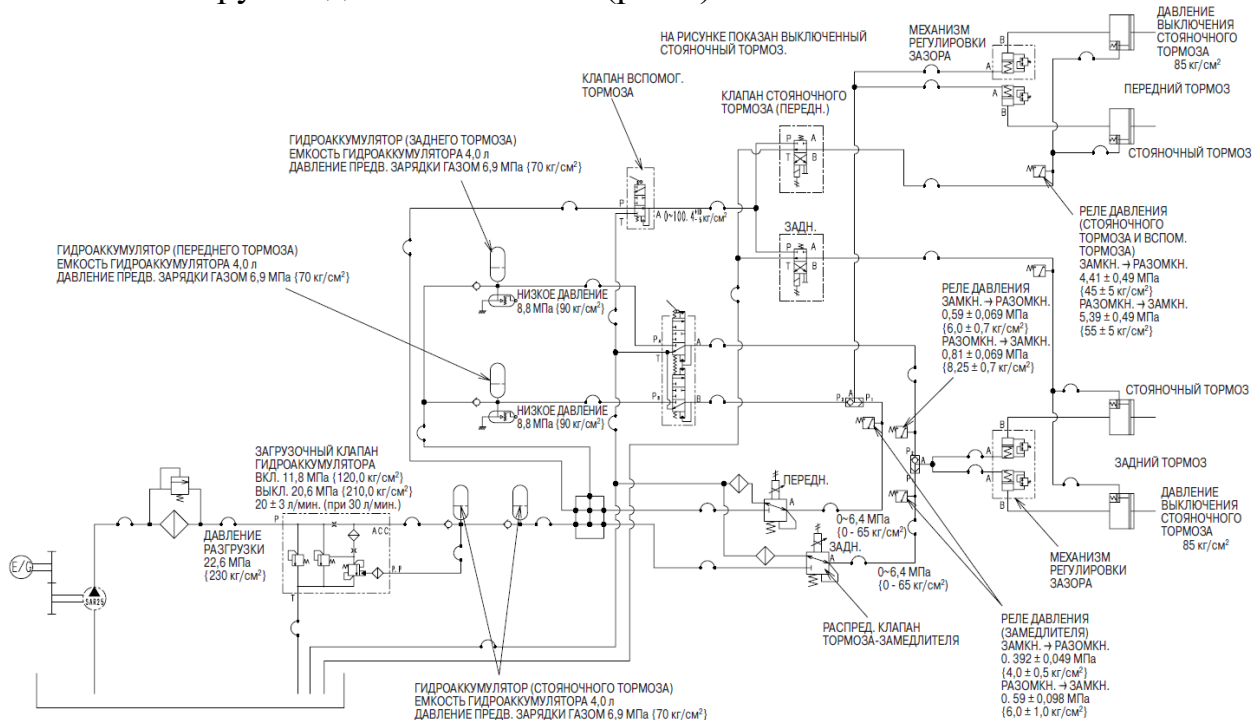 НА РИСУНКЕ ПОКАЗАН ВЫКЛЮЧЕННЫЙ
СТОЯНОЧНЫЙ ТОРМОЗ.
МЕХАНИЗМ
РЕГУЛИРОВКИ
ЗАЗОРА
ДАВЛЕНИЕ
ВЫКЛЮЧЕНИЯ
СТОЯНОЧНОГО
ТОРМОЗА
85 кг/см²
B
A
A
B
ПЕРЕДНИЙ ТОРМОЗ
СТОЯНОЧНЫЙ ТОРМОЗ
КЛАПАН ВСПОМОГ.
ТОРМОЗА
КЛАПАН СТОЯНОЧНОГО
ТОРМОЗА (ПЕРЕДН.)
P A
T B
ГИДРОАККУМУЛЯТОР (ЗАДНЕГО ТОРМОЗА)
ЕМКОСТЬ ГИДРОАККУМУЛЯТОРА 4,0 л
ДАВЛЕНИЕ ПРЕДВ. ЗАРЯДКИ ГАЗОМ 6,9 МПа {70 кг/см²}
P
T
A
ЗАДН.
P A
T B
РЕЛЕ ДАВЛЕНИЯ
(СТОЯНОЧНОГО
ТОРМОЗА И ВСПОМ.
ТОРМОЗА)
ЗАМКН. → РАЗОМКН.
4,41 ± 0,49 МПа
{45 ± 5 кг/см²}
РАЗОМКН. → ЗАМКН.
5,39 ± 0,49 МПа
{55 ± 5 кг/см²}
ГИДРОАККУМУЛЯТОР (ПЕРЕДНЕГО ТОРМОЗА)
ЕМКОСТЬ ГИДРОАККУМУЛЯТОРА 4,0 л
ДАВЛЕНИЕ ПРЕДВ. ЗАРЯДКИ ГАЗОМ 6,9 МПа {70 кг/см²}
НИЗКОЕ ДАВЛЕНИЕ
8,8 МПа {90 кг/см²}
РЕЛЕ ДАВЛЕНИЯ
ЗАМКН. → РАЗОМКН.
0,59 ± 0,069 МПа
{6,0 ± 0,7 кг/см²}
РАЗОМКН. → ЗАМКН.
0,81 ± 0,069 МПа
{8,25 ± 0,7 кг/см²}
T
A
B
A
НИЗКОЕ ДАВЛЕНИЕ
8,8 МПа {90 кг/см²}
СТОЯНОЧНЫЙ ТОРМОЗ
ЗАДНИЙ ТОРМОЗ
B
A
A
B
A
ДАВЛЕНИЕ
ВЫКЛЮЧЕНИЯ
СТОЯНОЧНОГО
ТОРМОЗА
85 кг/см²
МЕХАНИЗМ
РЕГУЛИРОВКИ
ЗАЗОРА
ЗАГРУЗОЧНЫЙ КЛАПАН
ГИДРОАККУМУЛЯТОРА
ВКЛ. 11,8 МПа {120,0 кг/см²}
ВЫКЛ. 20,6 МПа {210,0 кг/см²}
20 ± 3 л/мин. (при 30 л/мин.)
P
ACC
P.P
T
ДАВЛЕНИЕ
РАЗГРУЗКИ
22,6 МПа
{230 кг/см²}
E/G
SAR25
ПЕРЕДН.
A
0~6,4 МПа
{0 - 65 кг/см²}
ЗАДН.
A
0~6,4 МПа
{0 - 65 кг/см²}
РАСПРЕД. КЛАПАН
ТОРМОЗА-ЗАМЕДЛИТЕЛЯ
РЕЛЕ ДАВЛЕНИЯ
(ЗАМЕДЛИТЕЛЯ)
ЗАМКН. → РАЗОМКН.
0. 392 ± 0,049 МПа
{4,0 ± 0,5 кг/см²}
РАЗОМКН. → ЗАМКН.
0. 59 ± 0,098 МПа
{6,0 ± 1,0 кг/см²}
ГИДРОАККУМУЛЯТОР (СТОЯНОЧНОГО ТОРМОЗА)
ЕМКОСТЬ ГИДРОАККУМУЛЯТОРА 4,0 л
ДАВЛЕНИЕ ПРЕДВ. ЗАРЯДКИ ГАЗОМ 6,9 МПа {70 кг/см²}